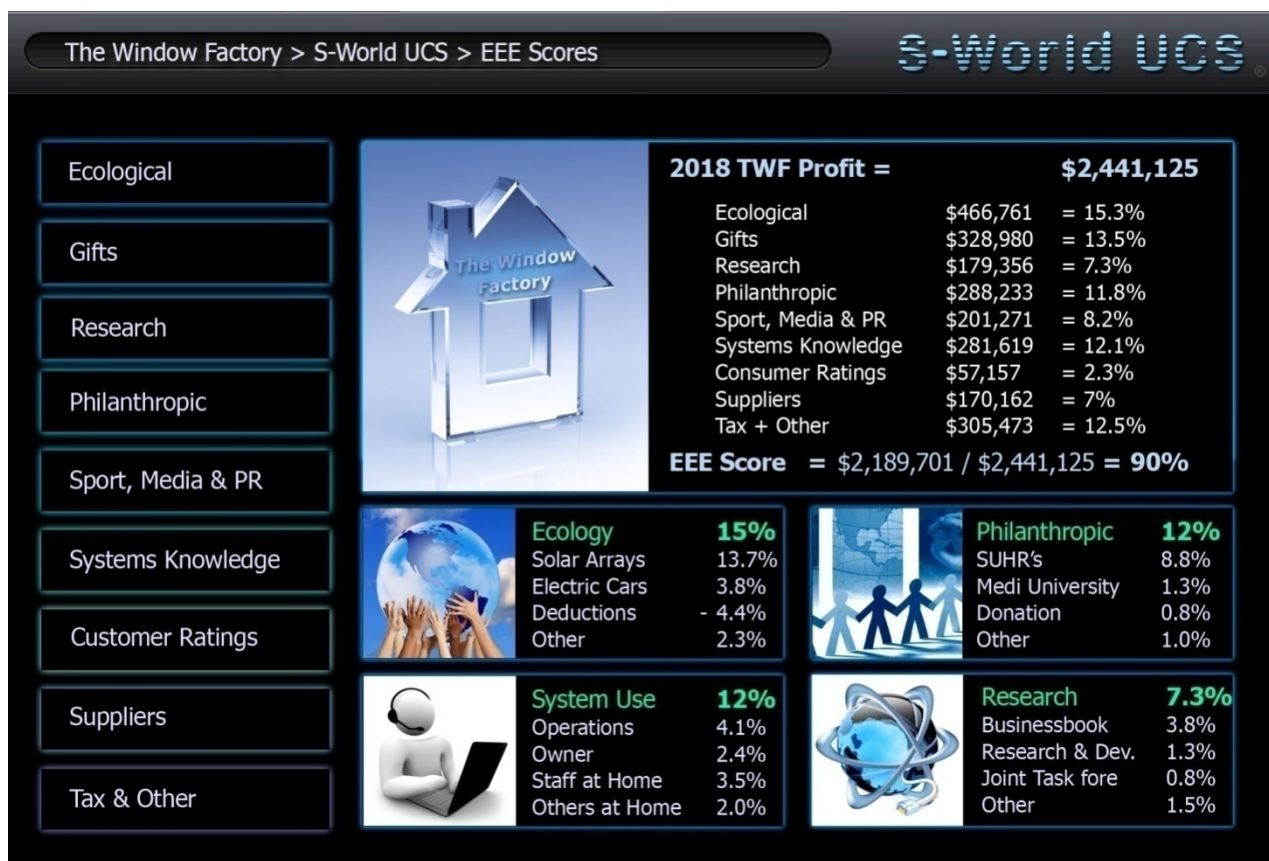 The Window Factory > S-World UCS > EEE Scores
S-World UCS ®
Ecological
Gifts
Research
Philanthropic
Sport, Media & PR
Systems Knowledge
Customer Ratings
Suppliers
Tax & Other
The Window
Factory
2018 TWF Profit = $2,441,125
Ecological $466,761 = 15.3%
Gifts $328,980 = 13.5%
Research $179,356 = 7.3%
Philanthropic $288,233 = 11.8%
Sport, Media & PR $201,271 = 8.2%
Systems Knowledge $281,619 = 12.1%
Consumer Ratings $57,157 = 2.3%
Suppliers $170,162 = 7%
Tax + Other $305,473 = 12.5%
EEE Score = $2,189,701 / $2,441,125 = 90%
Ecology 15%
Solar Arrays 13.7%
Electric Cars 3.8%
Deductions - 4.4%
Other 2.3%
Philanthropic 12%
SUHR's 8.8%
Medi University 1.3%
Donation 0.8%
Other 1.0%
System Use 12%
Operations 4.1%
Owner 2.4%
Staff at Home 3.5%
Others at Home 2.0%
Research 7.3%
Businessbook 3.8%
Research & Dev. 1.3%
Joint Task fore 0.8%
Other 1.5%